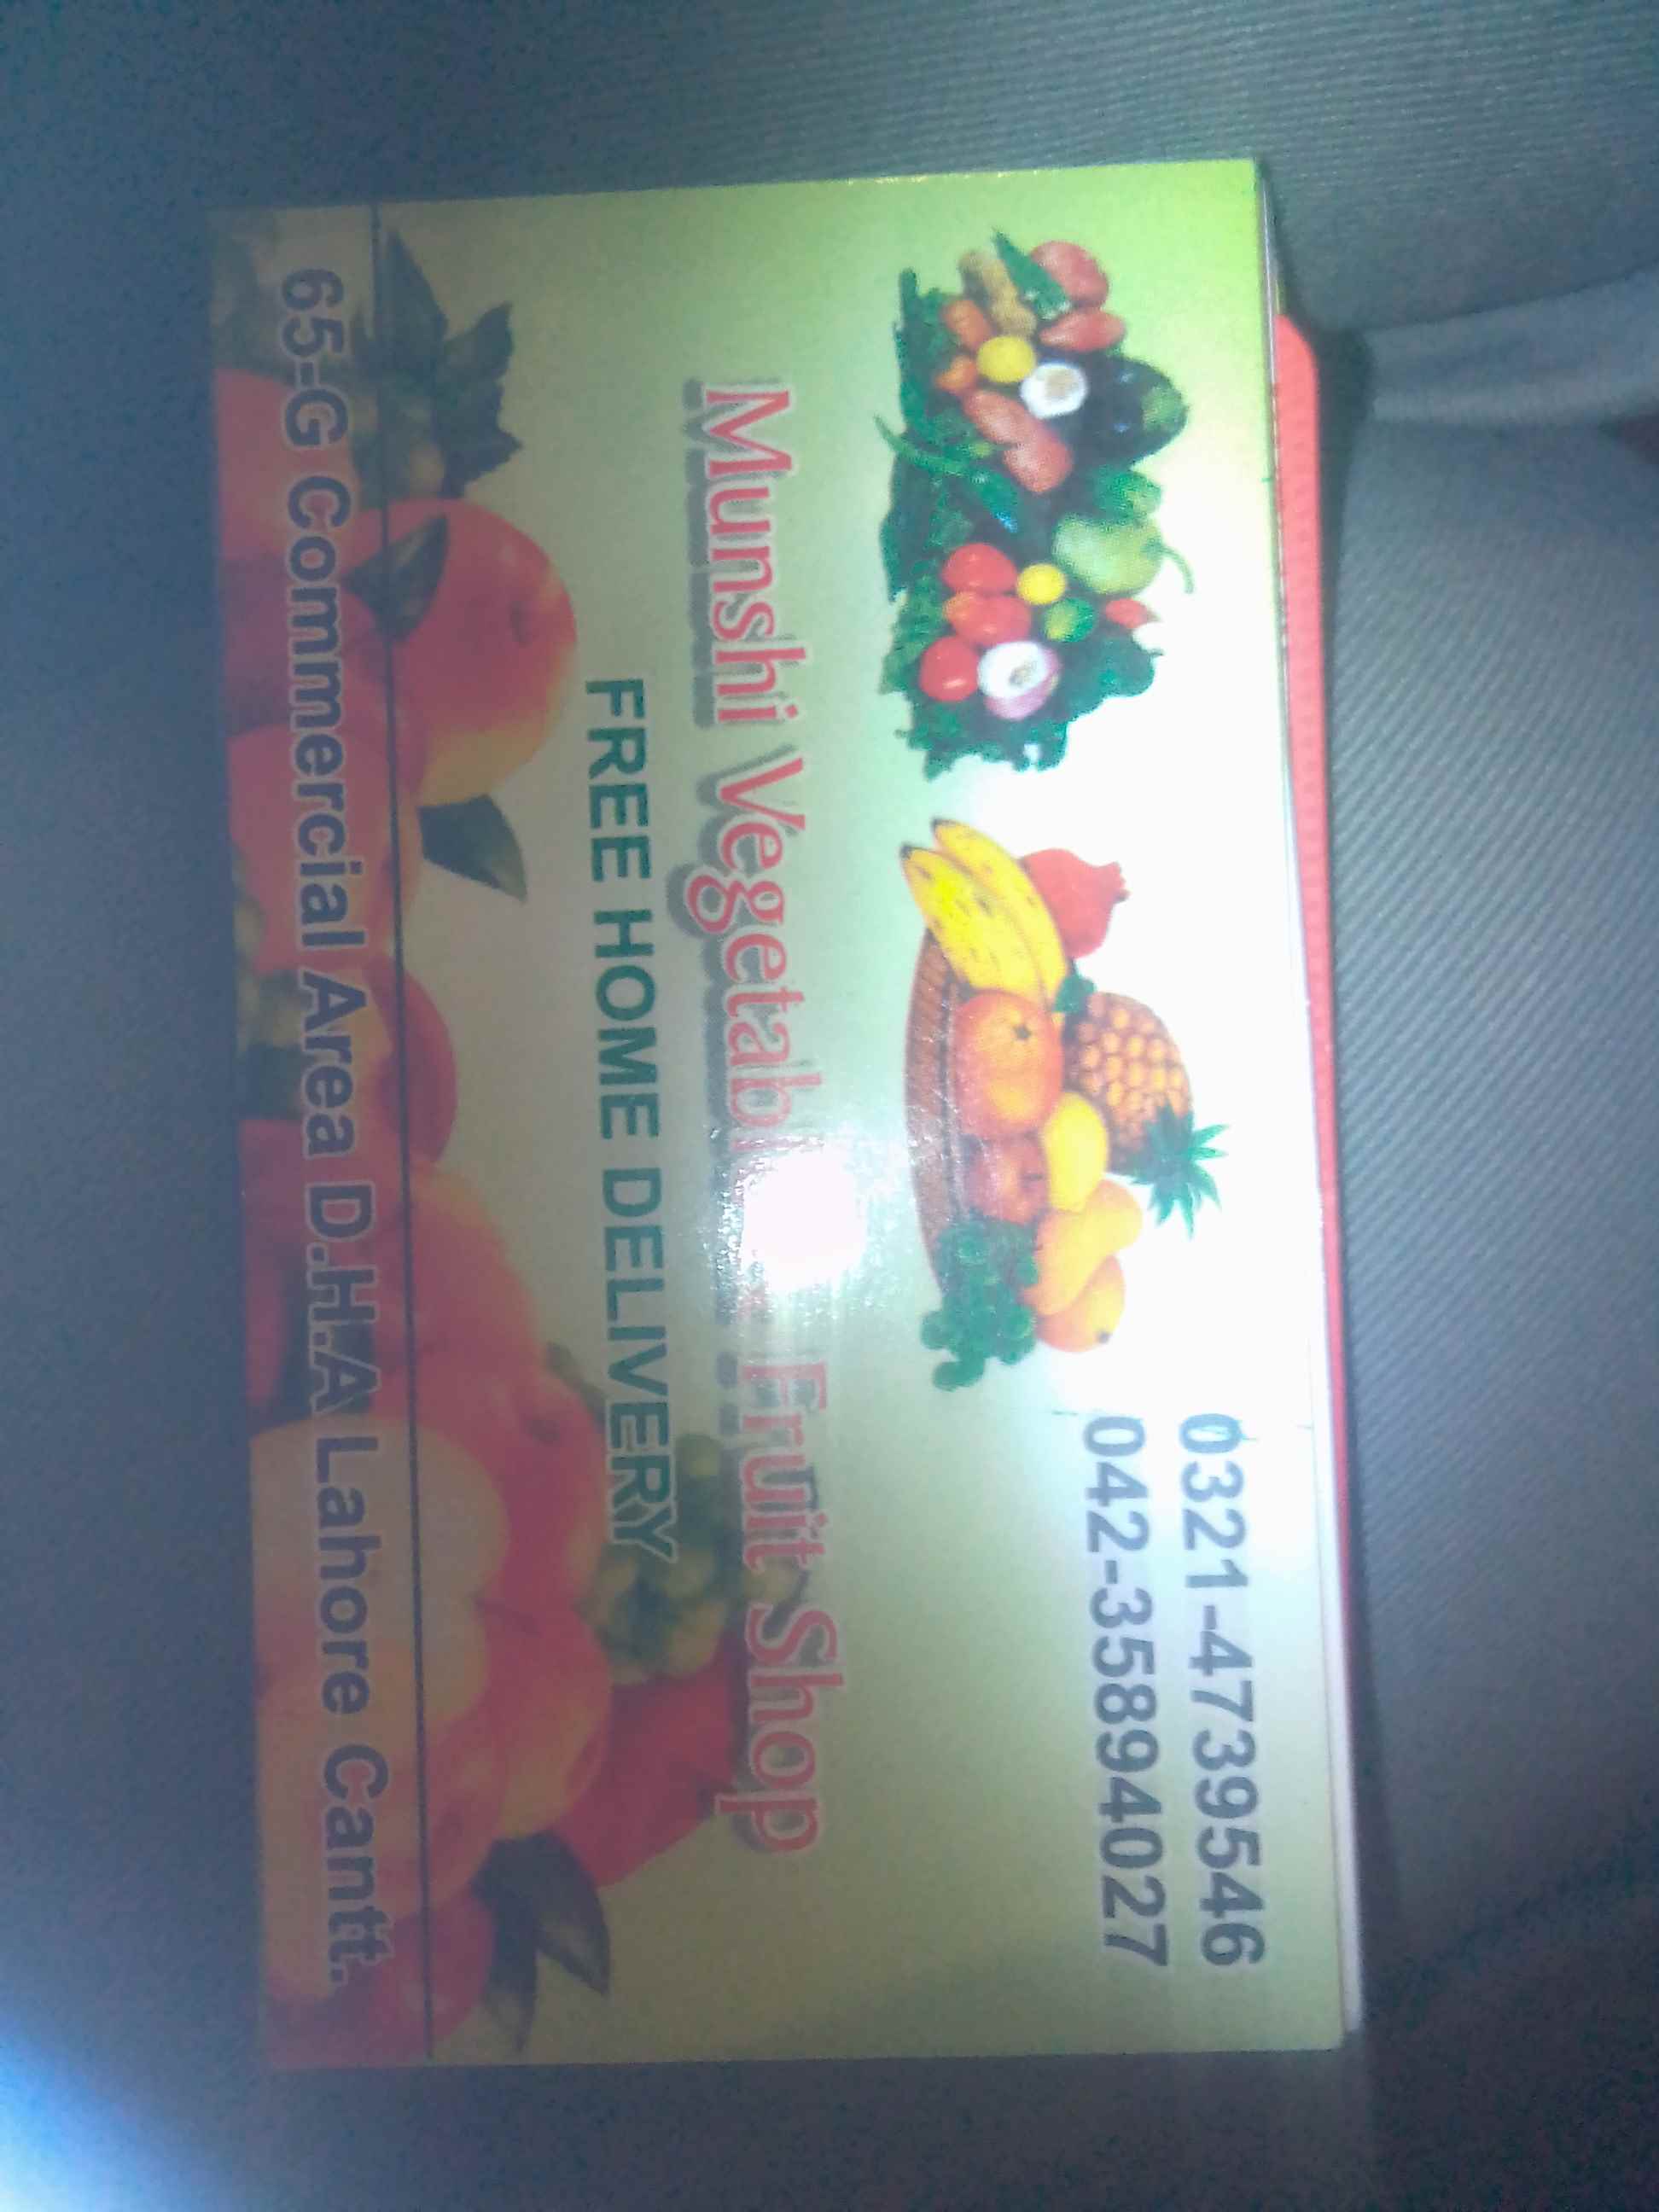 0321-4739546
042-35894027
Munshi Vegetable Fruit Shop
FREE HOME DELIVERY
65-G Commercial Area D.H.A Lahore Cantt.